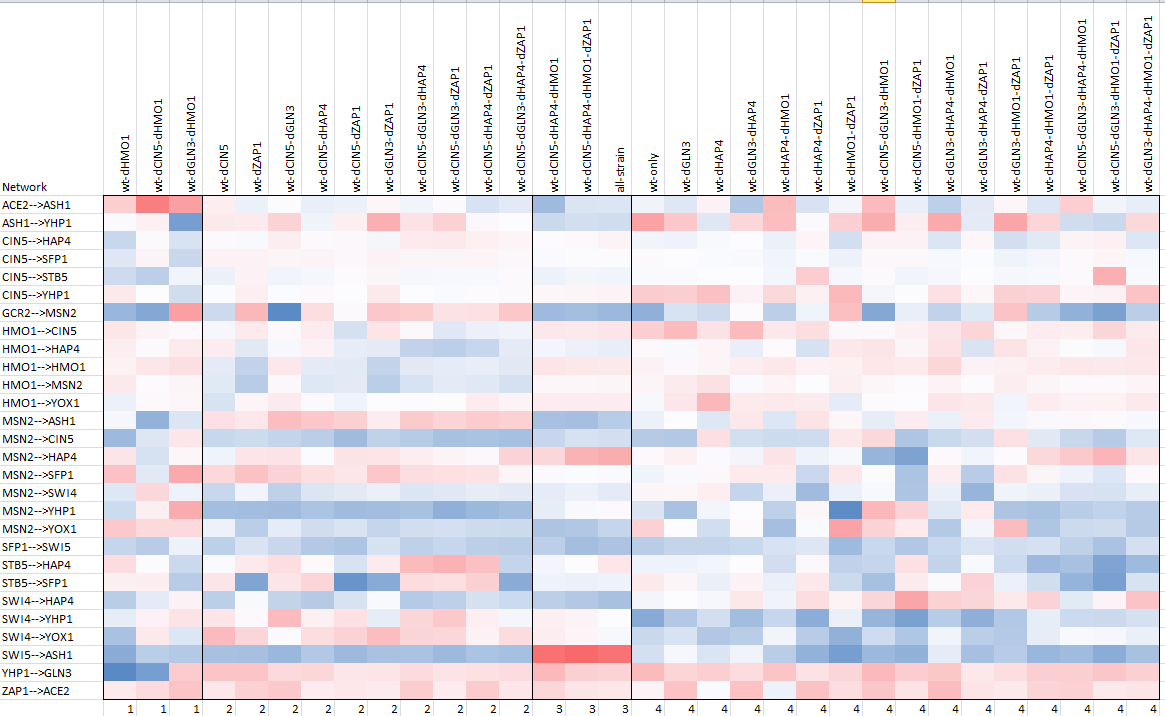 Network
wt-dHMO1
wt-dCIN5-dHMO1
wt-dGLN3-dHMO1
wt-dCIN5
wt-dZAP1
wt-dCIN5-dGLN3
wt-dCIN5-dHAP4
wt-dCIN5-dZAP1
wt-dGLN3-dZAP1
wt-dCIN5-dGLN3-dHAP4
wt-dCIN5-dGLN3-dZAP1
wt-dCIN5-dHAP4-dZAP1
wt-dCIN5-dGLN3-dHAP4-dZAP1
wt-dCIN5-dHAP4-dHMO1
wt-dCIN5-dHAP4-dHMO1-dZAP1
all-strain
wt-only
wt-dGLN3
wt-dHAP4
wt-dGLN3-dHAP4
wt-dHAP4-dHMO1
wt-dHAP4-dZAP1
wt-dHMO1-dZAP1
wt-dCIN5-dGLN3-dHMO1
wt-dCIN5-dHMO1-dZAP1
wt-dGLN3-dHAP4-dHMO1
wt-dGLN3-dHAP4-dZAP1
wt-dGLN3-dHMO1-dZAP1
wt-dHAP4-dHMO1-dZAP1
wt-dCIN5-dGLN3-dHAP4-dHMO1
wt-dCIN5-dGLN3-dHMO1-dZAP1
wt-dGLN3-dHAP4-dHMO1-dZAP1
ACE2-->ASH1
ASH1-->YHP1
CIN5-->HAP4
CIN5-->SFP1
CIN5-->STB5
CIN5-->YHP1
GCR2-->MSN2
HMO1-->CIN5
HMO1-->HAP4
HMO1-->HMO1
HMO1-->MSN2
HMO1-->YOX1
MSN2-->ASH1
MSN2-->CIN5
MSN2-->HAP4
MSN2-->SFP1
MSN2-->SWI4
MSN2-->YHP1
MSN2-->YOX1
SFP1-->SWI5
STB5-->HAP4
STB5-->SFP1
SWI4-->HAP4
SWI4-->YHP1
SWI4-->YOX1
SWI5-->ASH1
YHP1-->GLN3
ZAP1-->ACE2
1 1 1 2 2 2 2 2 2 2 2 2 2 3 3 3 4 4 4 4 4 4 4 4 4 4 4 4 4 4 4 4